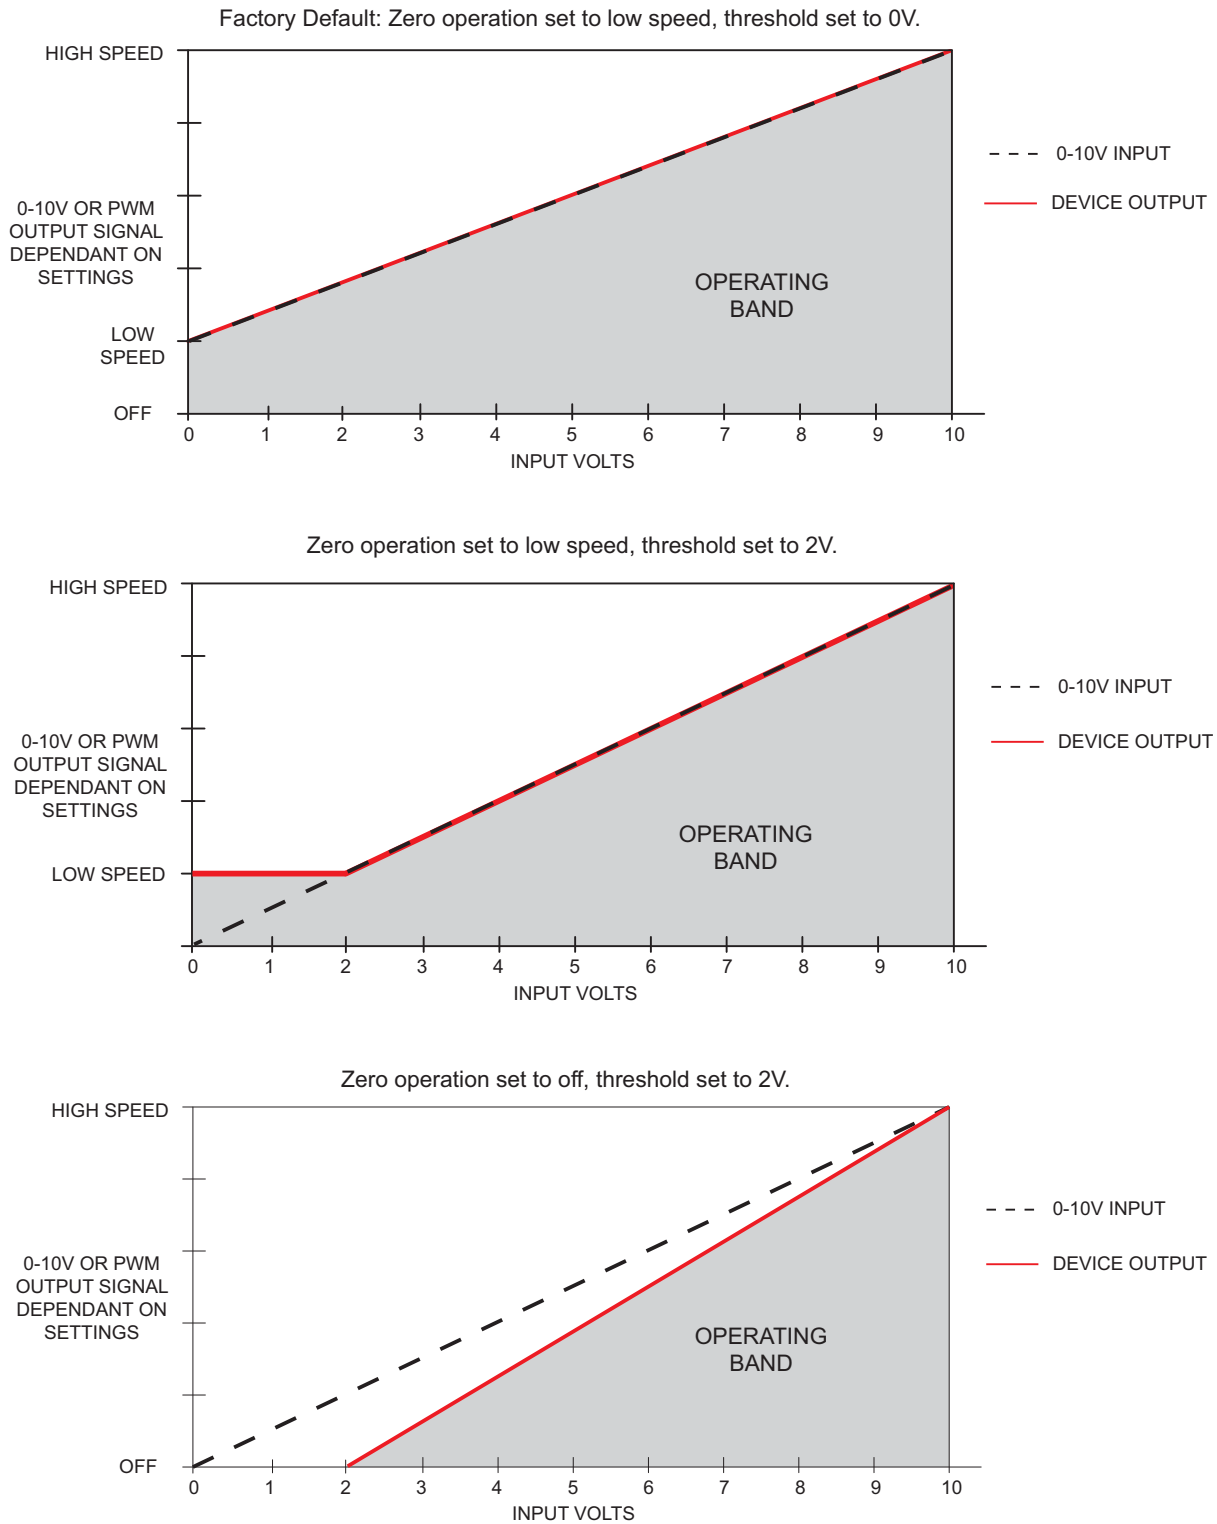 Factory Default: Zero operation set to low speed, threshold set to 0V.
HIGH SPEED
0-10V INPUT
DEVICE OUTPUT
0-10V OR PWM
OUTPUT SIGNAL
DEPENDANT ON
SETTINGS
OPERATING
BAND
LOW
SPEED
OFF
0 1 2 3 4 5 6 7 8 9 10
INPUT VOLTS
Zero operation set to low speed, threshold set to 2V.
HIGH SPEED
0-10V INPUT
DEVICE OUTPUT
0-10V OR PWM
OUTPUT SIGNAL
DEPENDANT ON
SETTINGS
OPERATING
BAND
LOW SPEED
0 1 2 3 4 5 6 7 8 9 10
INPUT VOLTS
Zero operation set to off, threshold set to 2V.
HIGH SPEED
0-10V INPUT
DEVICE OUTPUT
0-10V OR PWM
OUTPUT SIGNAL
DEPENDANT ON
SETTINGS
OPERATING
BAND
OFF
0 1 2 3 4 5 6 7 8 9 10
INPUT VOLTS